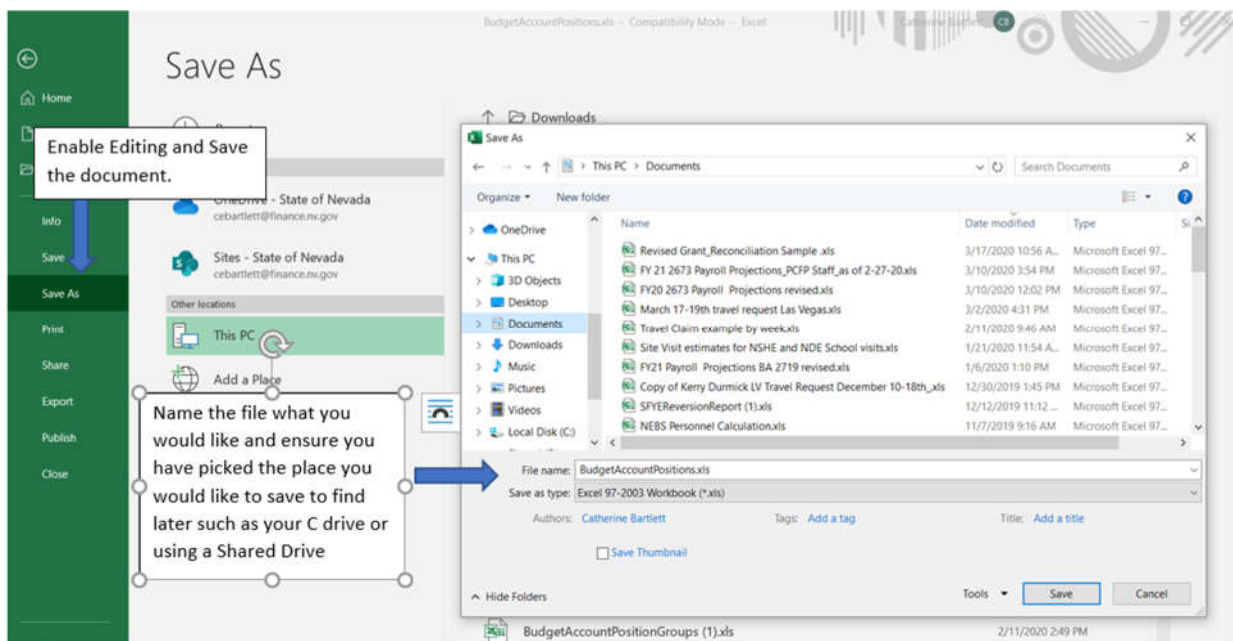 BudgetAccountPositions.xls - Compatibility Mode - Excel
CB
Save As
Home
Enable Editing and Save
the document.
Info
Save
Save As
Print
Share
Export
Publish
Close
OneDrive - State of Nevada
cebartlett@finance.nv.gov
Sites - State of Nevada
cebartlett@finance.nv.gov
Other locations
This PC
Add a Place
Name the file what you
would like and ensure you
have picked the place you
would like to save to find
later such as your C drive or
using a Shared Drive
Downloads
Save As
This PC > Documents
Search Documents
Organize
New folder
OneDrive
This PC
3D Objects
Desktop
Documents
Downloads
Music
Pictures
Videos
Local Disk (C:)
Name Date modified Type
Revised Grant_Reconciliation Sample .xls 3/17/2020 10:56 A... Microsoft Excel 97...
FY 21 2673 Payroll Projections_PCFP Staff_as of 2-27-20.xls 3/10/2020 3:54 PM Microsoft Excel 97...
FY20 2673 Payroll Projections revised.xls 3/10/2020 12:02 PM Microsoft Excel 97...
March 17-19th travel request Las Vegas.xls 3/2/2020 4:31 PM Microsoft Excel 97...
Travel Claim example by week.xls 2/11/2020 9:46 AM Microsoft Excel 97...
Site Visit estimates for NSHE and NDE School visits.xls 1/21/2020 11:54 A... Microsoft Excel 97...
FY21 Payroll Projections BA 2719 revised.xls 1/6/2020 1:10 PM Microsoft Excel 97...
Copy of Kerry Durmick LV Travel Request December 10-18th_.xls 12/30/2019 1:45 PM Microsoft Excel 97...
SFYEReversionReport (1).xls 12/12/2019 11:12 ... Microsoft Excel 97...
NEBS Personnel Calculation.xls 11/7/2019 9:16 AM Microsoft Excel 97...
File name: BudgetAccountPositions.xls
Save as type: Excel 97-2003 Workbook (*.xls)
Authors: Catherine Bartlett Tags: Add a tag Title: Add a title
Save Thumbnail
Hide Folders
Tools
Save
Cancel
BudgetAccountPositionGroups (1).xls 2/11/2020 2:49 PM